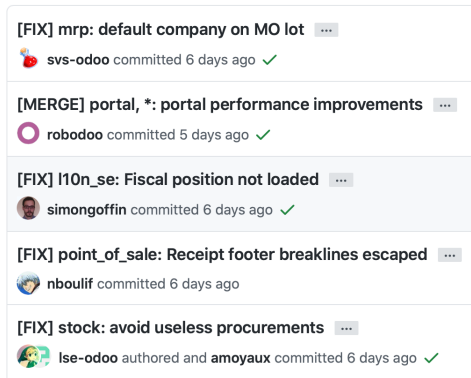 [FIX] mrp: default company on MO lot ...
svs-odoo committed 6 days ago
[MERGE] portal, *: portal performance improvements ...
robodoo committed 5 days ago
[FIX] l10n_se: Fiscal position not loaded ...
simongoffin committed 6 days ago
[FIX] point_of_sale: Receipt footer breaklines escaped ...
nboulif committed 6 days ago
[FIX] stock: avoid useless procurements ...
lse-odoo authored and amoyaux committed 6 days ago